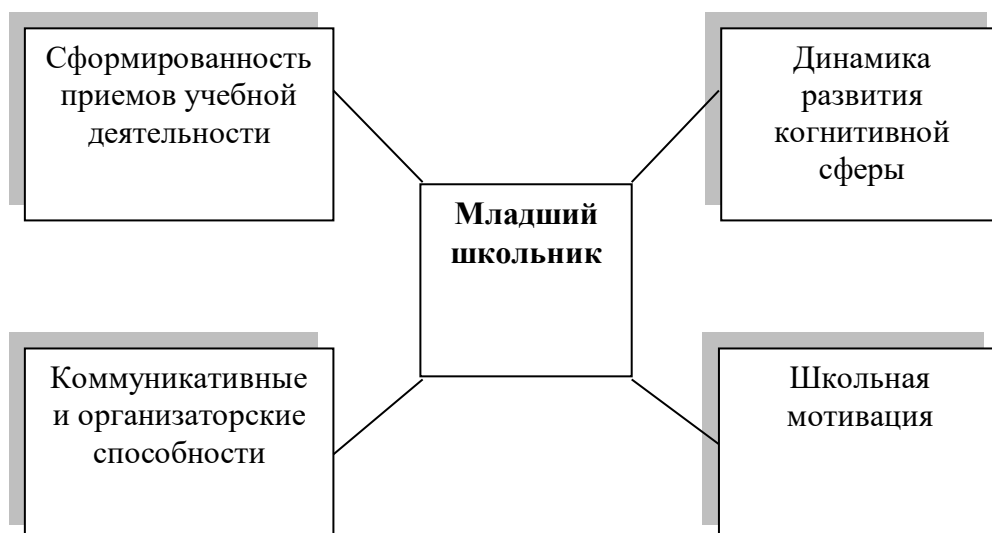 Сформированность
приемов учебной
деятельности
Динамика
развития
когнитивной
сферы
Младший
школьник
Коммуникативные
и организаторские
способности
Школьная
мотивация